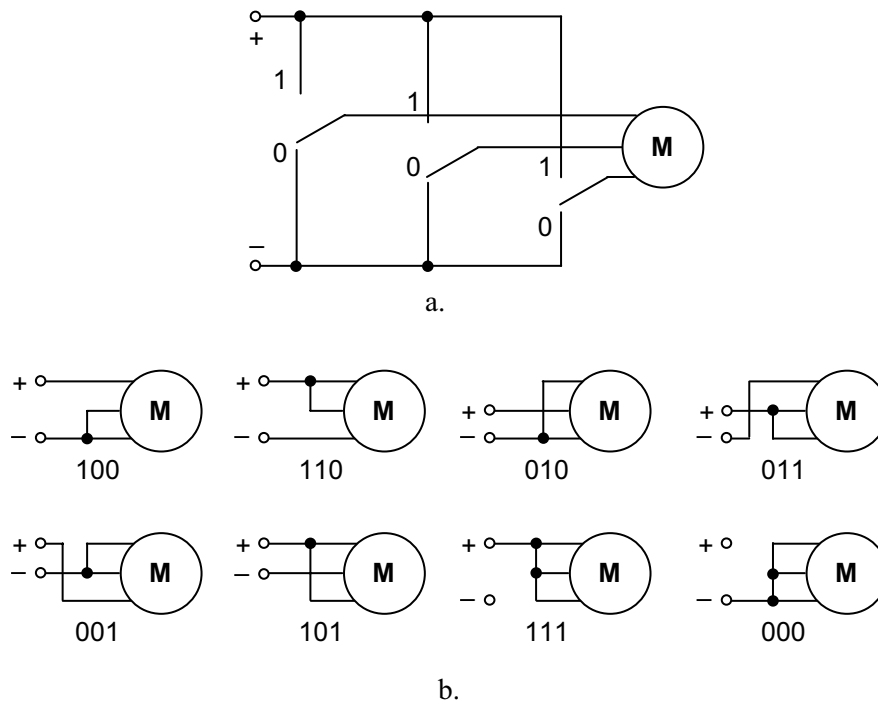 +
1
1
0
0
1
M
0
–
a.
+ M
–
100
+ M
–
110
M
+
–
010
M
+
–
011
+
– M
001
+
– M
101
+
M
–
111
+
M
–
000
b.